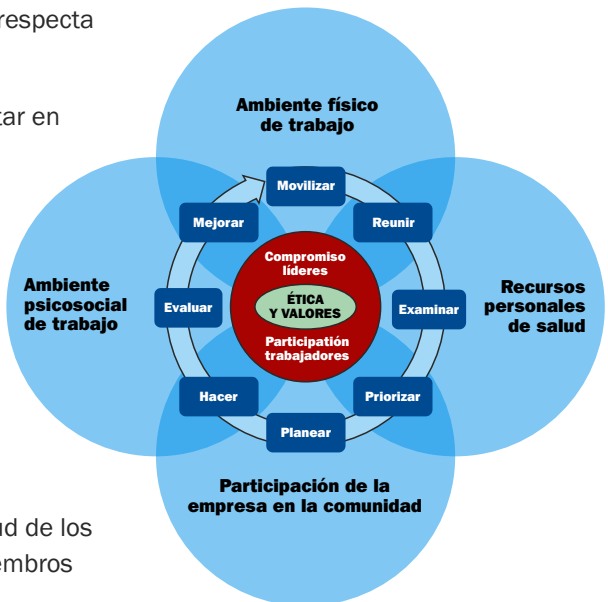 respecta
tar en
Ambiente físico
de trabajo
Movilizar
Mejorar
Reunir
Compromiso
líderes
Ambiente
psicosocial
de trabajo
Evaluar
ÉTICA
Y VALORES
Examinar
Recursos
personales
de salud
Participatión
trabajadores
Hacer
Priorizar
Planear
Participación de la
empresa en la comunidad
ud de los
embros